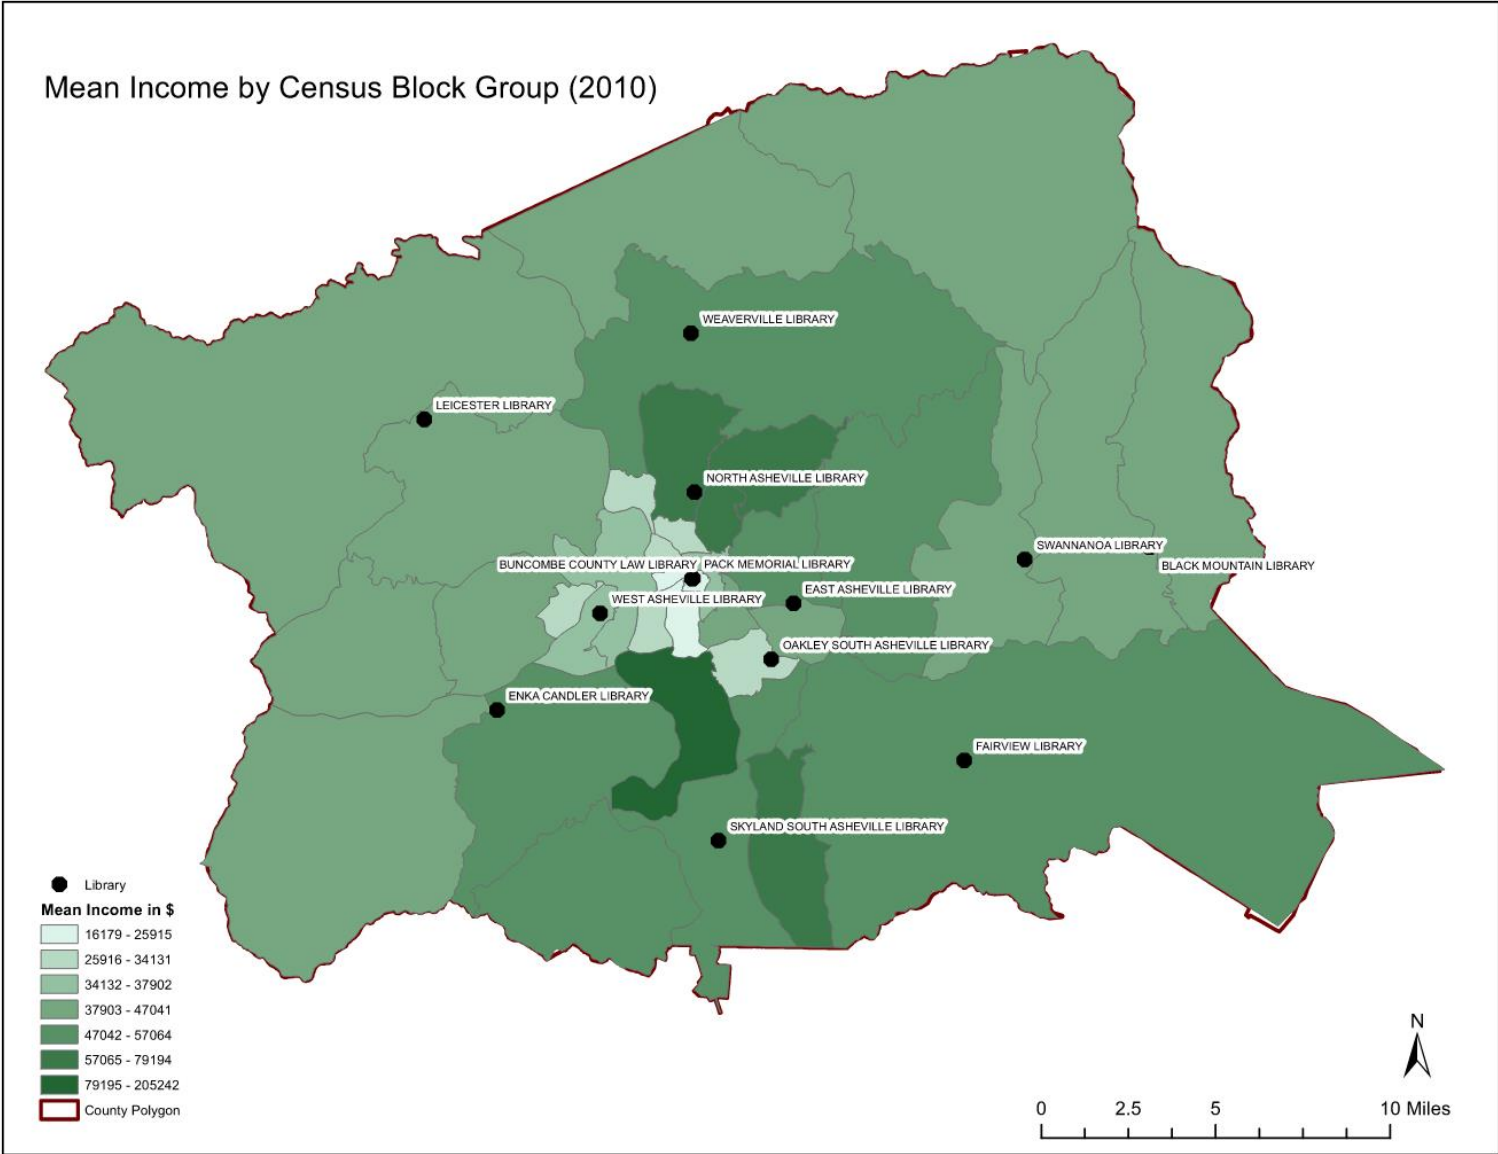 Mean Income by Census Block Group (2010)
WEAVERVILLE LIBRARY
LEICESTER LIBRARY
NORTH ASHEVILLE LIBRARY
SWANNANOA LIBRARY
BUNCOMBE COUNTY LAW LIBRARY
PACK MEMORIAL LIBRARY
BLACK MOUNTAIN LIBRARY
EAST ASHEVILLE LIBRARY
WEST ASHEVILLE LIBRARY
OAKLEY SOUTH ASHEVILLE LIBRARY
ENKA CANDLER LIBRARY
FAIRVIEW LIBRARY
SKYLAND SOUTH ASHEVILLE LIBRARY
Library
Mean Income in $
16179 - 25915
25916 - 34131
34132 - 37902
37903 - 47041
47042 - 57064
57065 - 79194
79195 - 205242
County Polygon
N
0 2.5 5 10 Miles